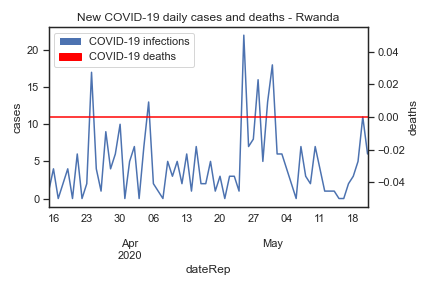 New COVID-19 daily cases and deaths - Rwanda
COVID-19 infections
COVID-19 deaths
cases
20
15
10
5
0
deaths
0.04
0.02
0.00
−0.02
−0.04
16 23 30 06 13 20 27 04 11 18
Apr May
2020
dateRep